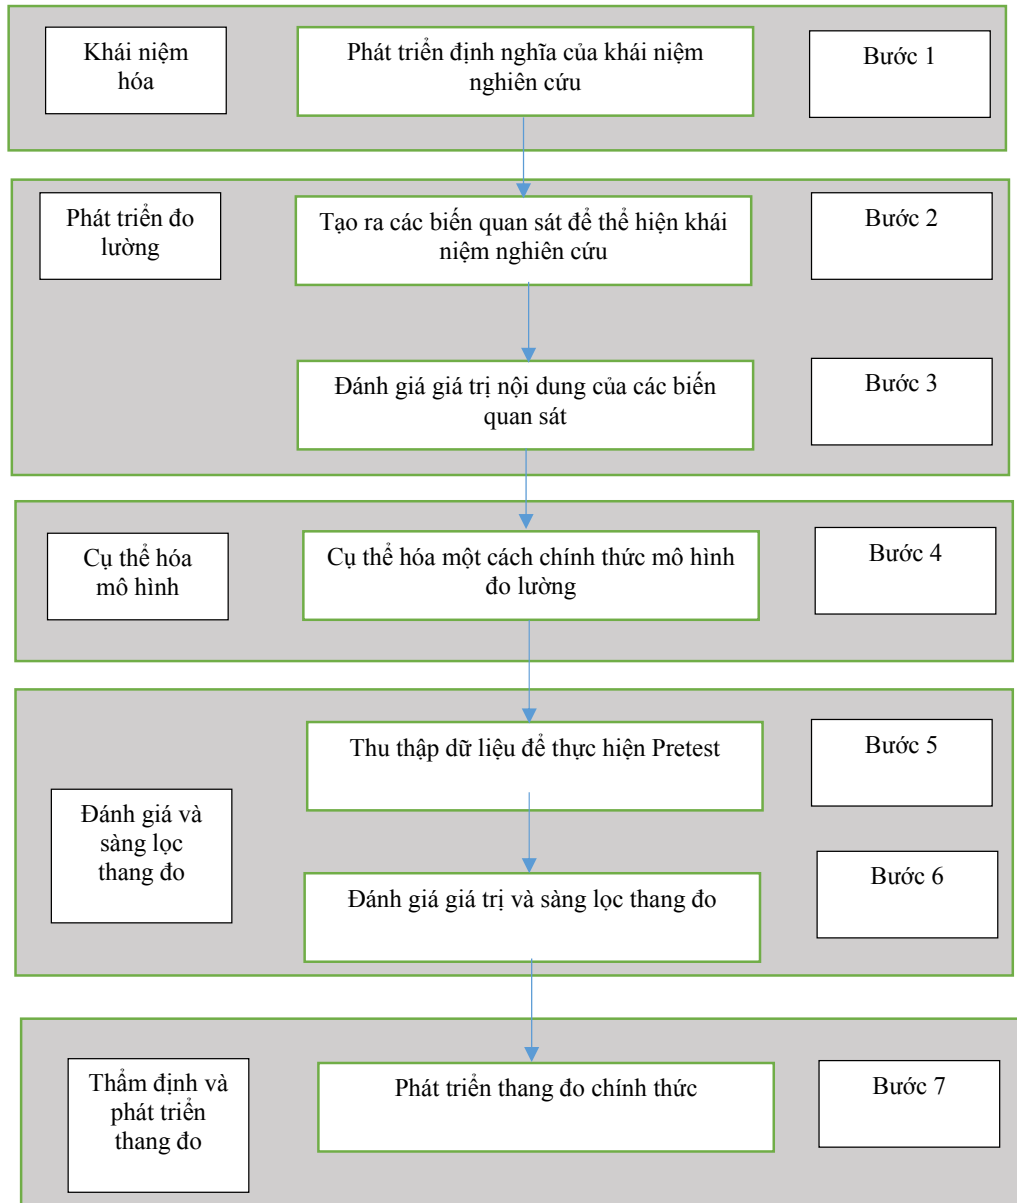 Khái niệm
hóa
Phát triển định nghĩa của khái niệm
nghiên cứu
Bước 1
Phát triển đo
lường
Tạo ra các biến quan sát để thể hiện khái
niệm nghiên cứu
Bước 2
Đánh giá giá trị nội dung của các biến
quan sát
Bước 3
Cụ thể hóa
mô hình
Cụ thể hóa một cách chính thức mô hình
đo lường
Bước 4
Thu thập dữ liệu để thực hiện Pretest
Bước 5
Đánh giá và
sàng lọc
thang đo
Đánh giá giá trị và sàng lọc thang đo
Bước 6
Thẩm định và
phát triển
thang đo
Phát triển thang đo chính thức
Bước 7